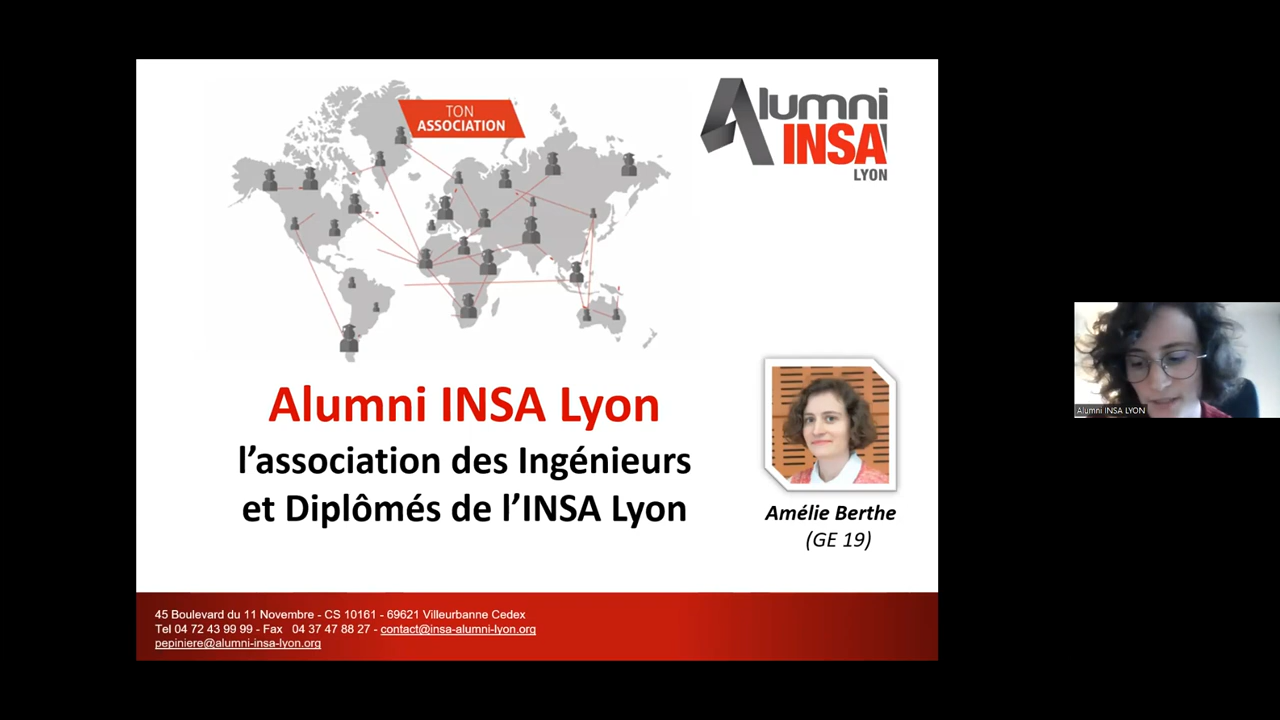 TON
ASSOCIATION
Alumni
INSA
LYON
Alumni INSA Lyon
l’association des Ingénieurs
et Diplômés de l’INSA Lyon
Amélie Berthe
(GE 19)
Alumni INSA LYON
45 Boulevard du 11 Novembre - CS 10161 - 69621 Villeurbanne Cedex
Tel 04 72 43 99 99 - Fax 04 37 47 88 27 - contact@insa-alumni-lyon.org
pepiniere@alumni-insa-lyon.org